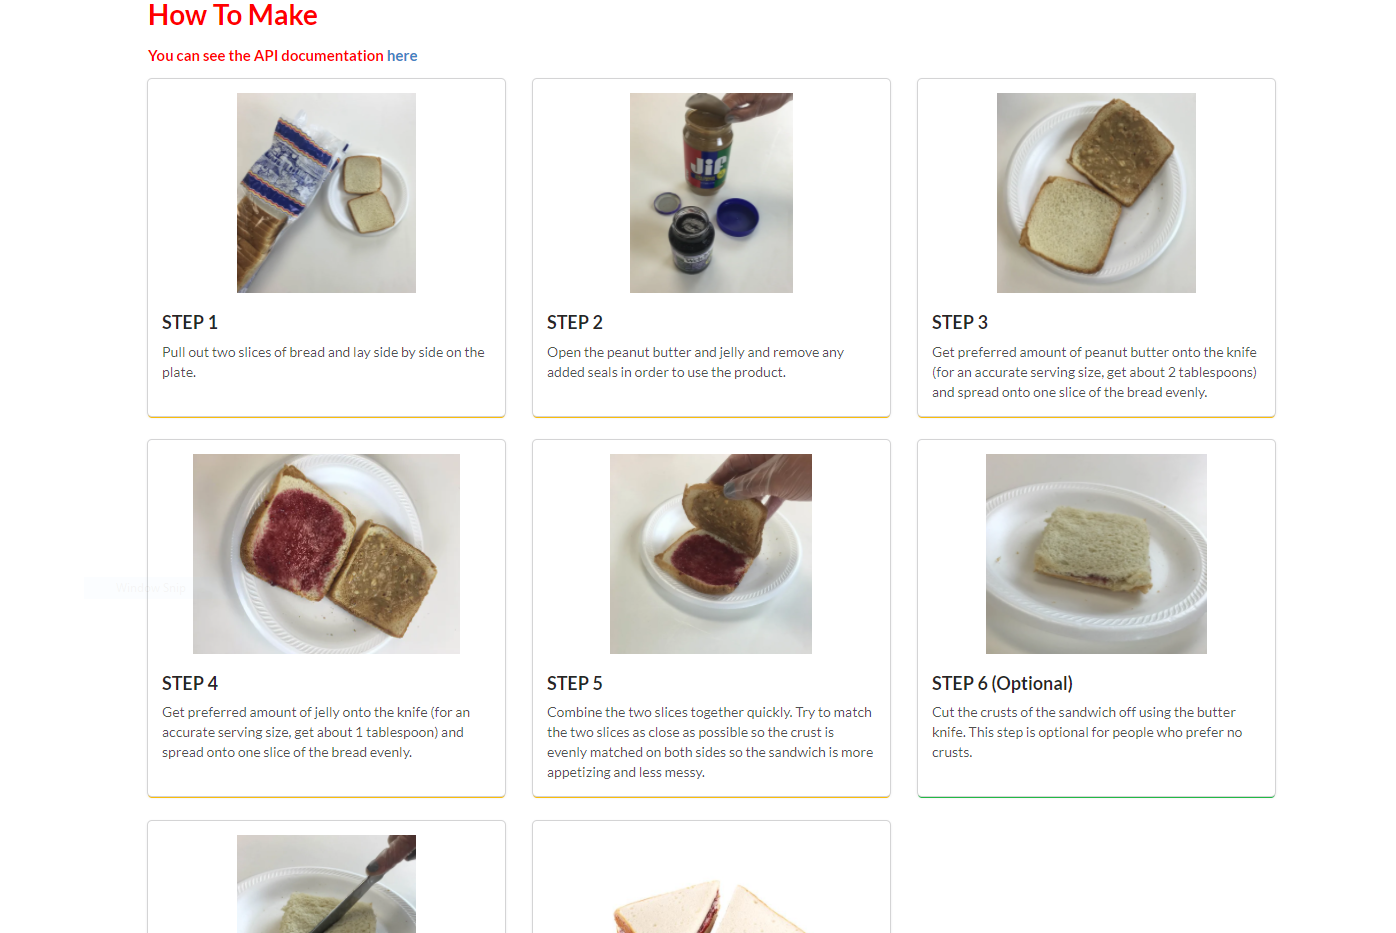 How To Make
You can see the API documentation here
Jif
STEP 1
Pull out two slices of bread and lay side by side on the
plate.
STEP 2
Open the peanut butter and jelly and remove any
added seals in order to use the product.
STEP 3
Get preferred amount of peanut butter onto the knife
(for an accurate serving size, get about 2 tablespoons)
and spread onto one slice of the bread evenly.
Window Snip
STEP 4
Get preferred amount of jelly onto the knife (for an
accurate serving size, get about 1 tablespoon) and
spread onto one slice of the bread evenly.
STEP 5
Combine the two slices together quickly. Try to match
the two slices as close as possible so the crust is
evenly matched on both sides so the sandwich is more
appetizing and less messy.
STEP 6 (Optional)
Cut the crusts of the sandwich off using the butter
knife. This step is optional for people who prefer no
crusts.